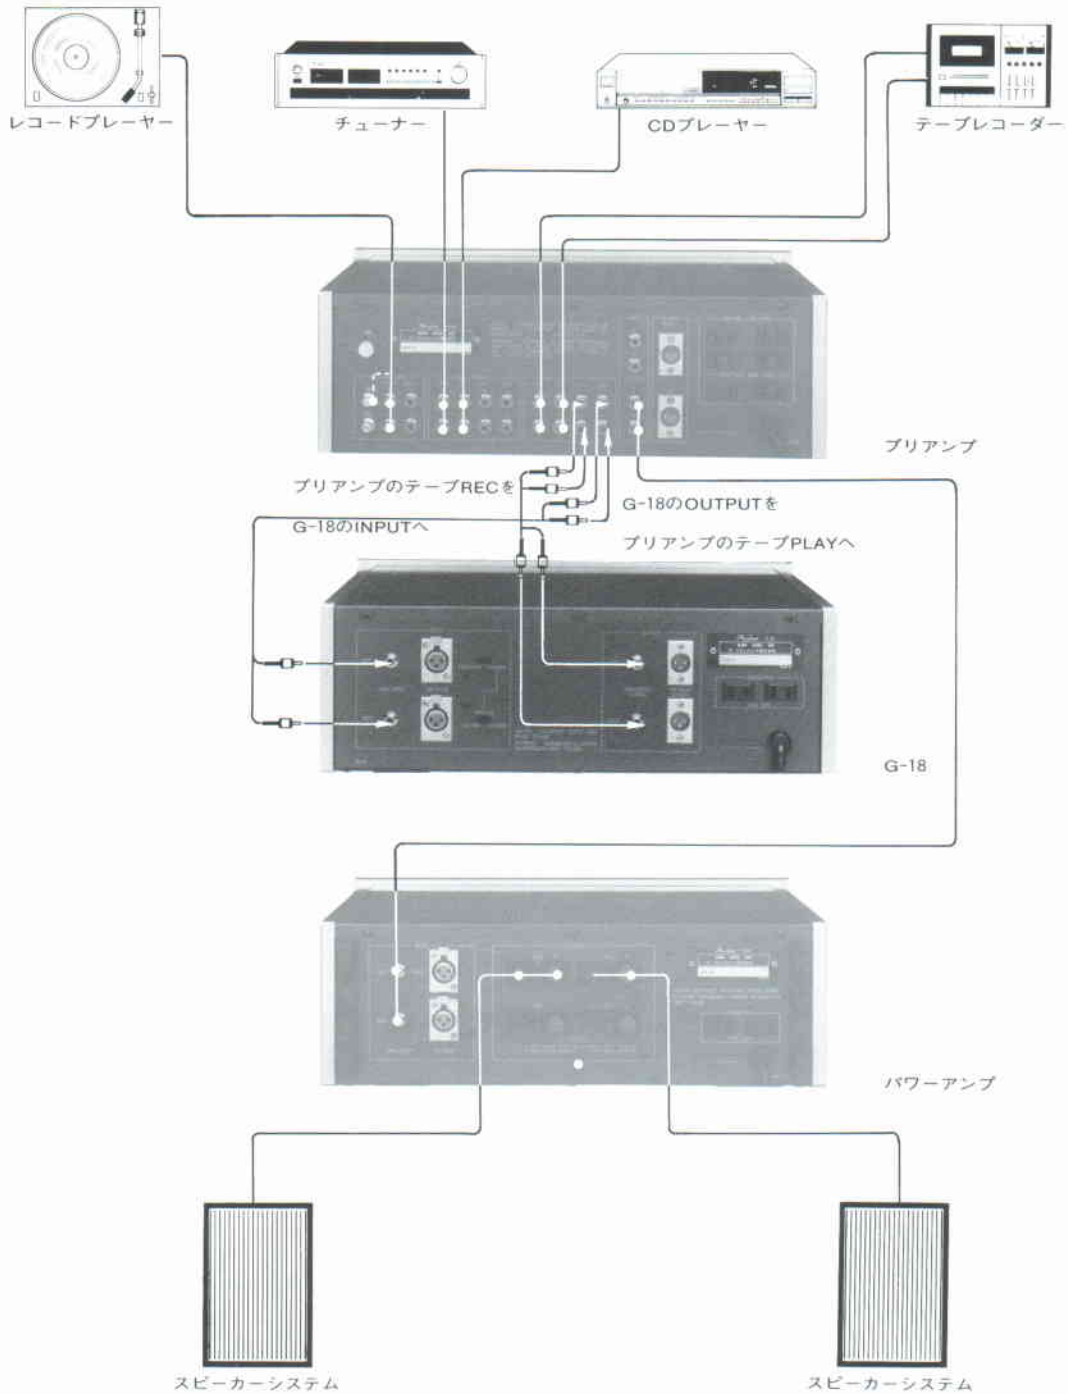 レコードプレーヤー
チューナー
CDプレーヤー
テープレコーダー
プリアンプ
プリアンプのテープRECを
G-18のINPUTへ
G-18のOUTPUTを
プリアンプのテープPLAYへ
G-18
パワーアンプ
スピーカーシステム
スピーカーシステム